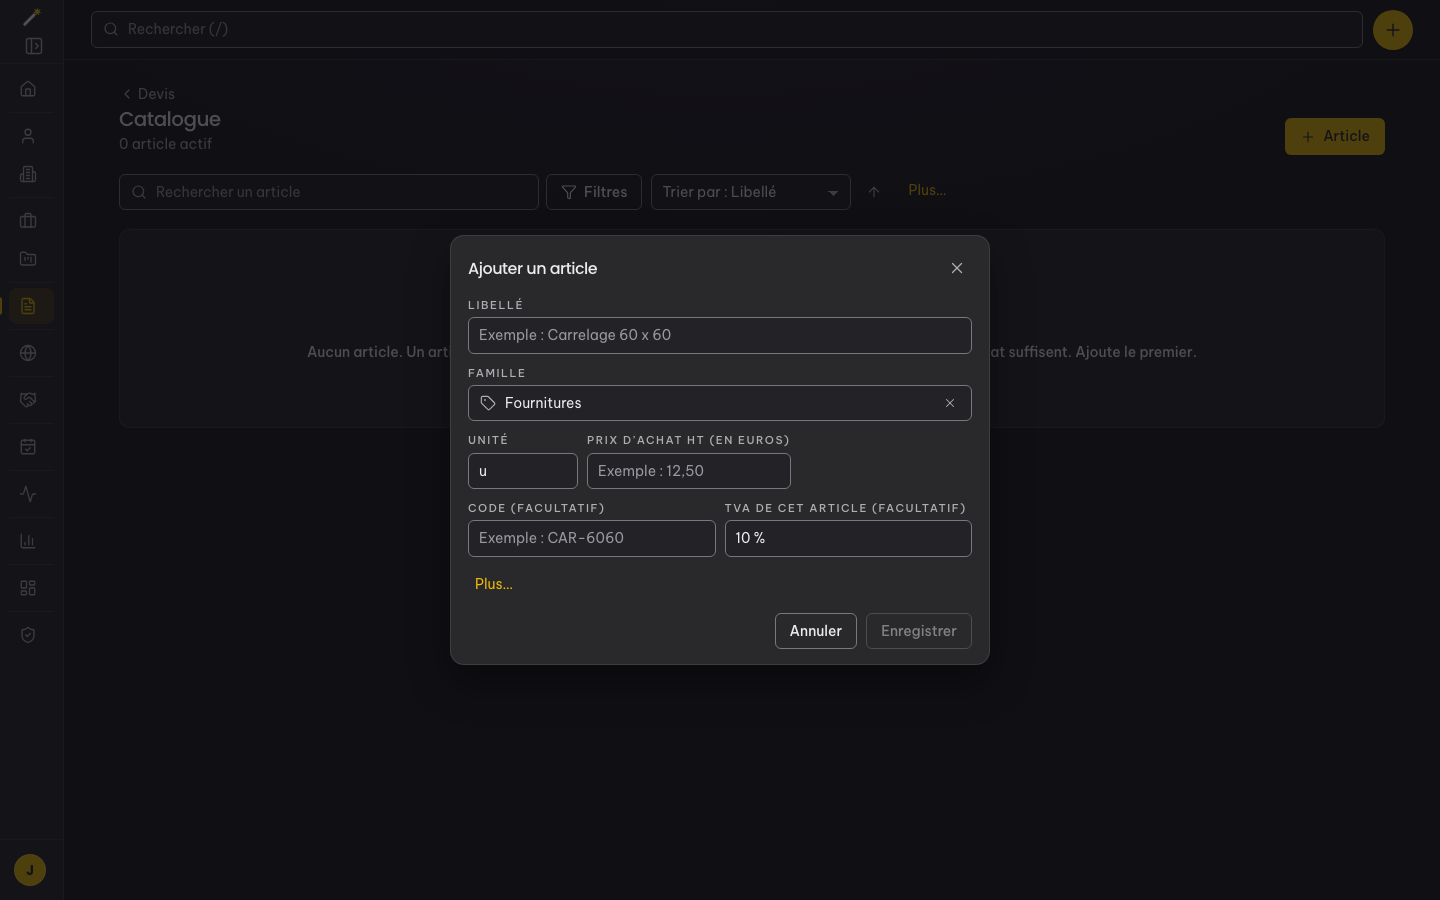 Rechercher (/)
Devis
Catalogue
0 article actif
Article
Rechercher un article
Filtres
Trier par : Libellé
Plus...
Aucun article. Un arti
at suffisent. Ajoute le premier.
Ajouter un article
LIBELLÉ
Exemple : Carrelage 60 x 60
FAMILLE
Fournitures
UNITÉ
PRIX D'ACHAT HT (EN EUROS)
u
Exemple : 12,50
CODE (FACULTATIF)
TVA DE CET ARTICLE (FACULTATIF)
Exemple : CAR-6060
10 %
Plus...
Annuler
Enregistrer
J